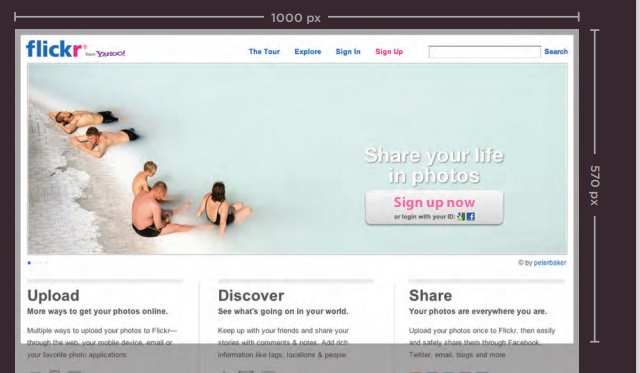 1000 px
flickr from YAHOO!
The Tour Explore Sign In Sign Up Search
Share your life
in photos
Sign up now
or login with your ID:
© by peterbaker
570 px
Upload
More ways to get your photos online.
Multiple ways to upload your photos to Flickr—
through the web, your mobile device, email or
your favorite photo applications.
Discover
See what's going on in your world.
Keep up with your friends and share your
stories with comments & notes. Add rich
information like tags, locations & people.
Share
Your photos are everywhere you are.
Upload your photos once to Flickr, then easily
and safely share them through Facebook,
Twitter, email, blogs and more